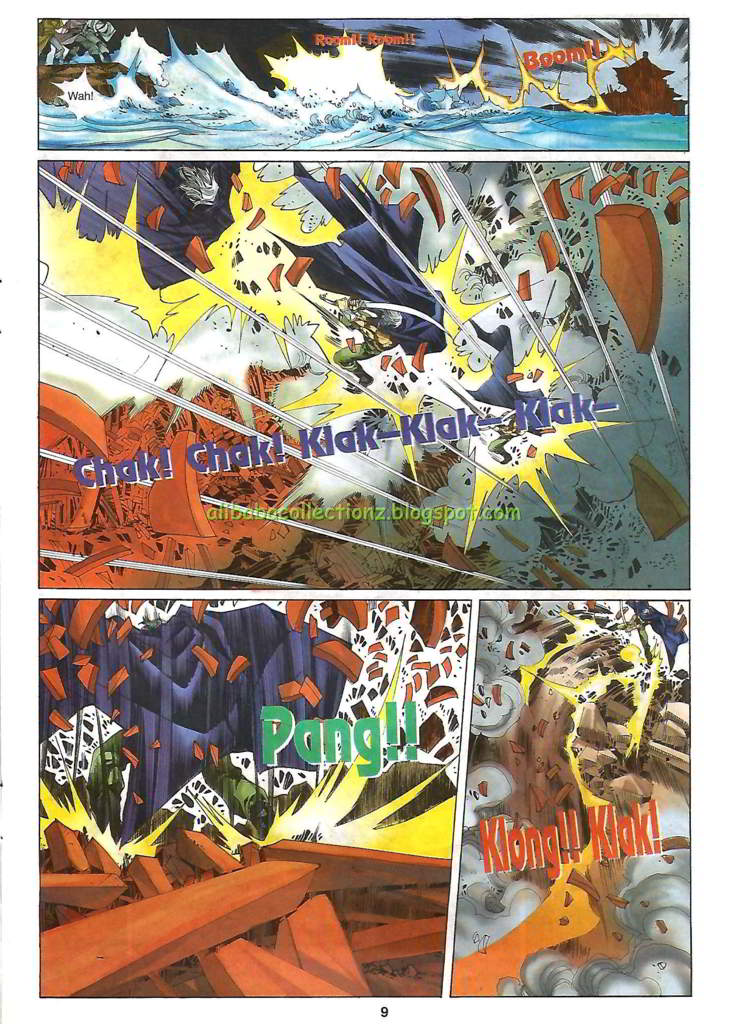 Room!! Room!!
Boom!!
Wah!
Chak! Chak! Klak-Klak- Klak-
alibabacollectionz.blogspot.com
Pang!!
Klong!! Klak!
9